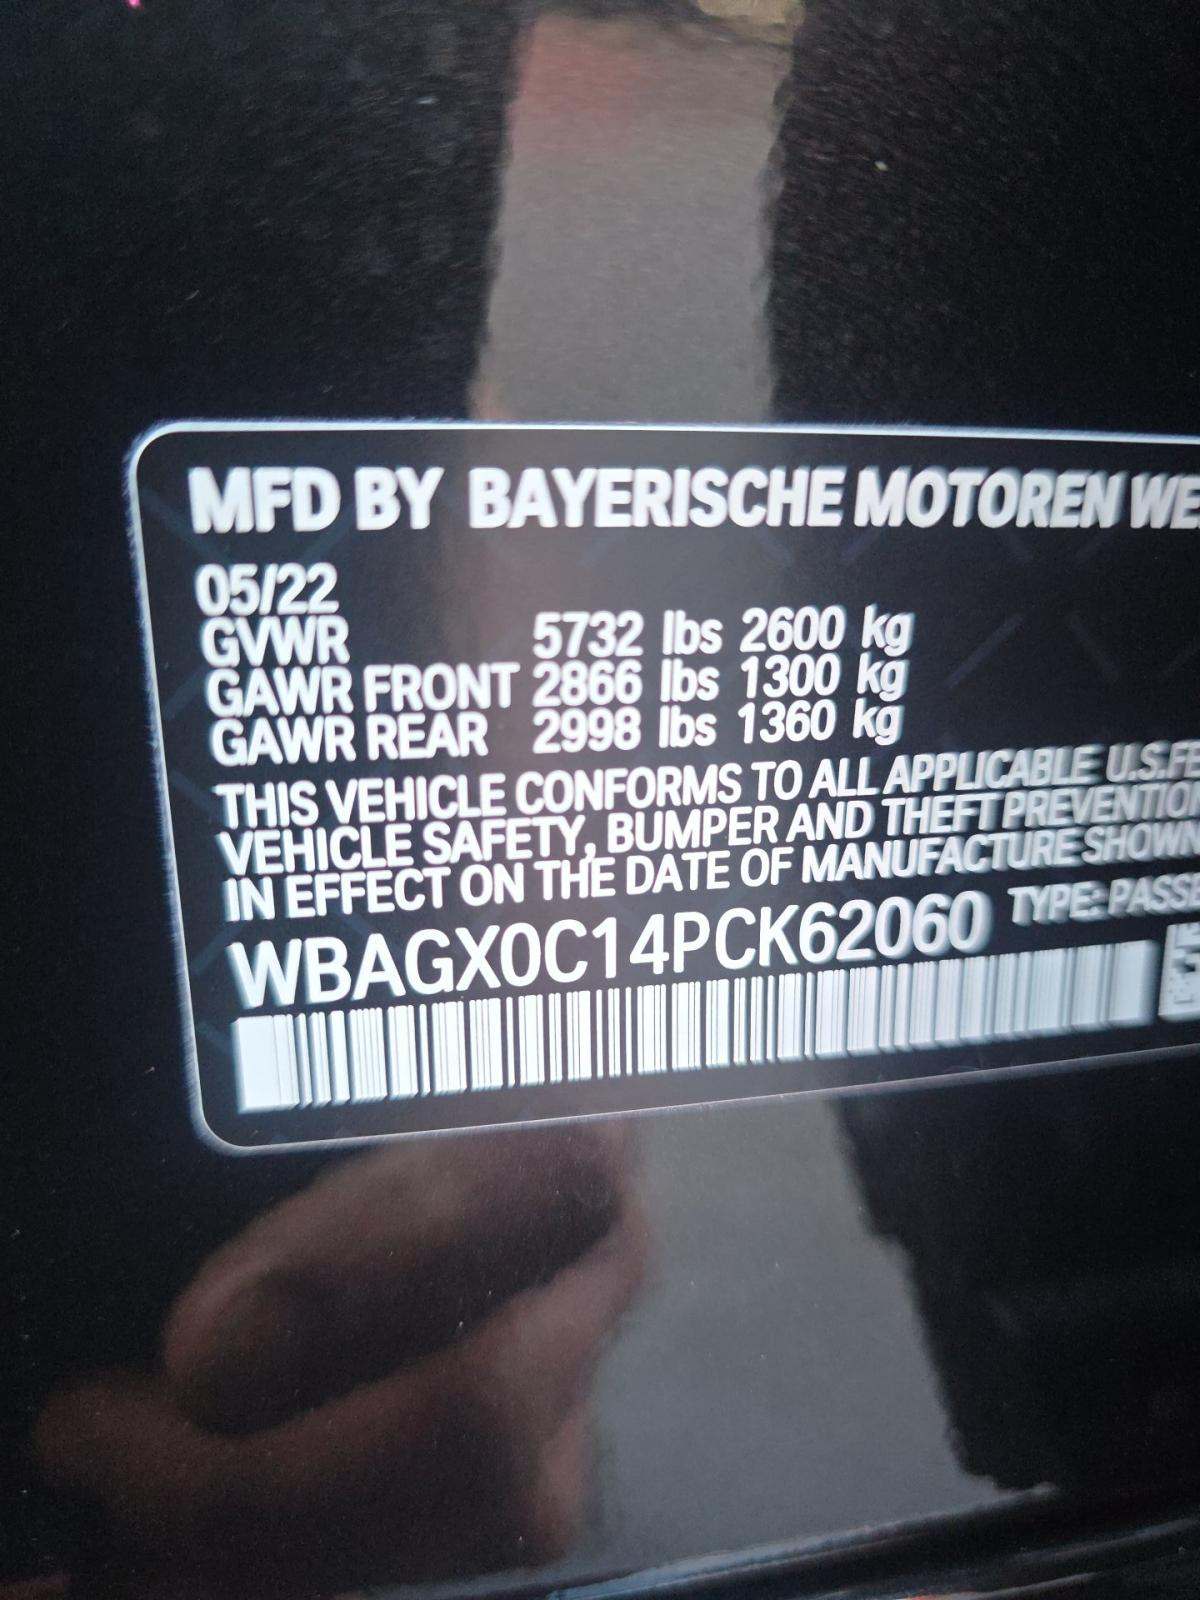 MFD BY BAYERISCHE MOTOREN WE
05/22
GVWR 5732 lbs 2600 kg
GAWR FRONT 2866 lbs 1300 kg
GAWR REAR 2998 lbs 1360 kg
THIS VEHICLE CONFORMS TO ALL APPLICABLE U.S.FE
VEHICLE SAFETY, BUMPER AND THEFT PREVENTION
IN EFFECT ON THE DATE OF MANUFACTURE SHOWN
WBAGX0C14PCK62060 TYPE: PASSE